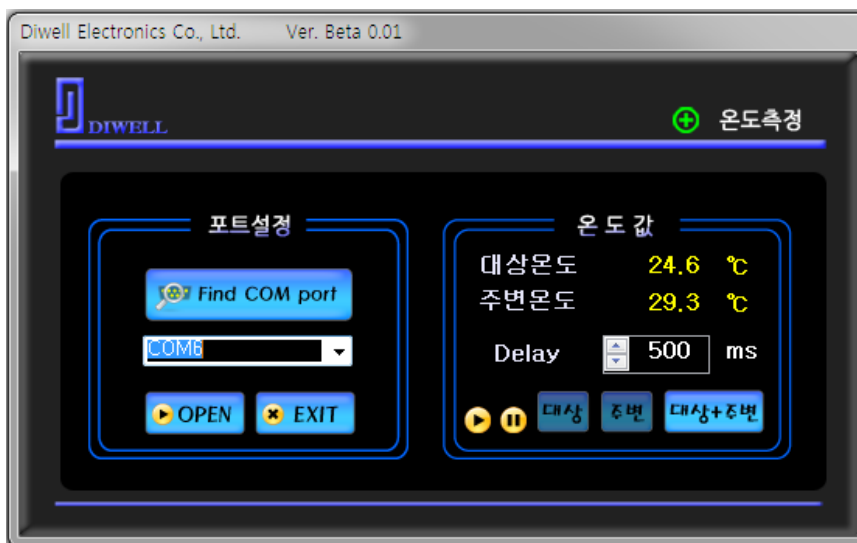 Diwell Electronics Co., Ltd. Ver. Beta 0.01
DIWELL
온도측정
포트설정
Find COM port
COM6
OPEN
EXIT
온 도 값
대상온도 24.6 ℃
주변온도 29.3 ℃
Delay 500 ms
대상 주변 대상+주변